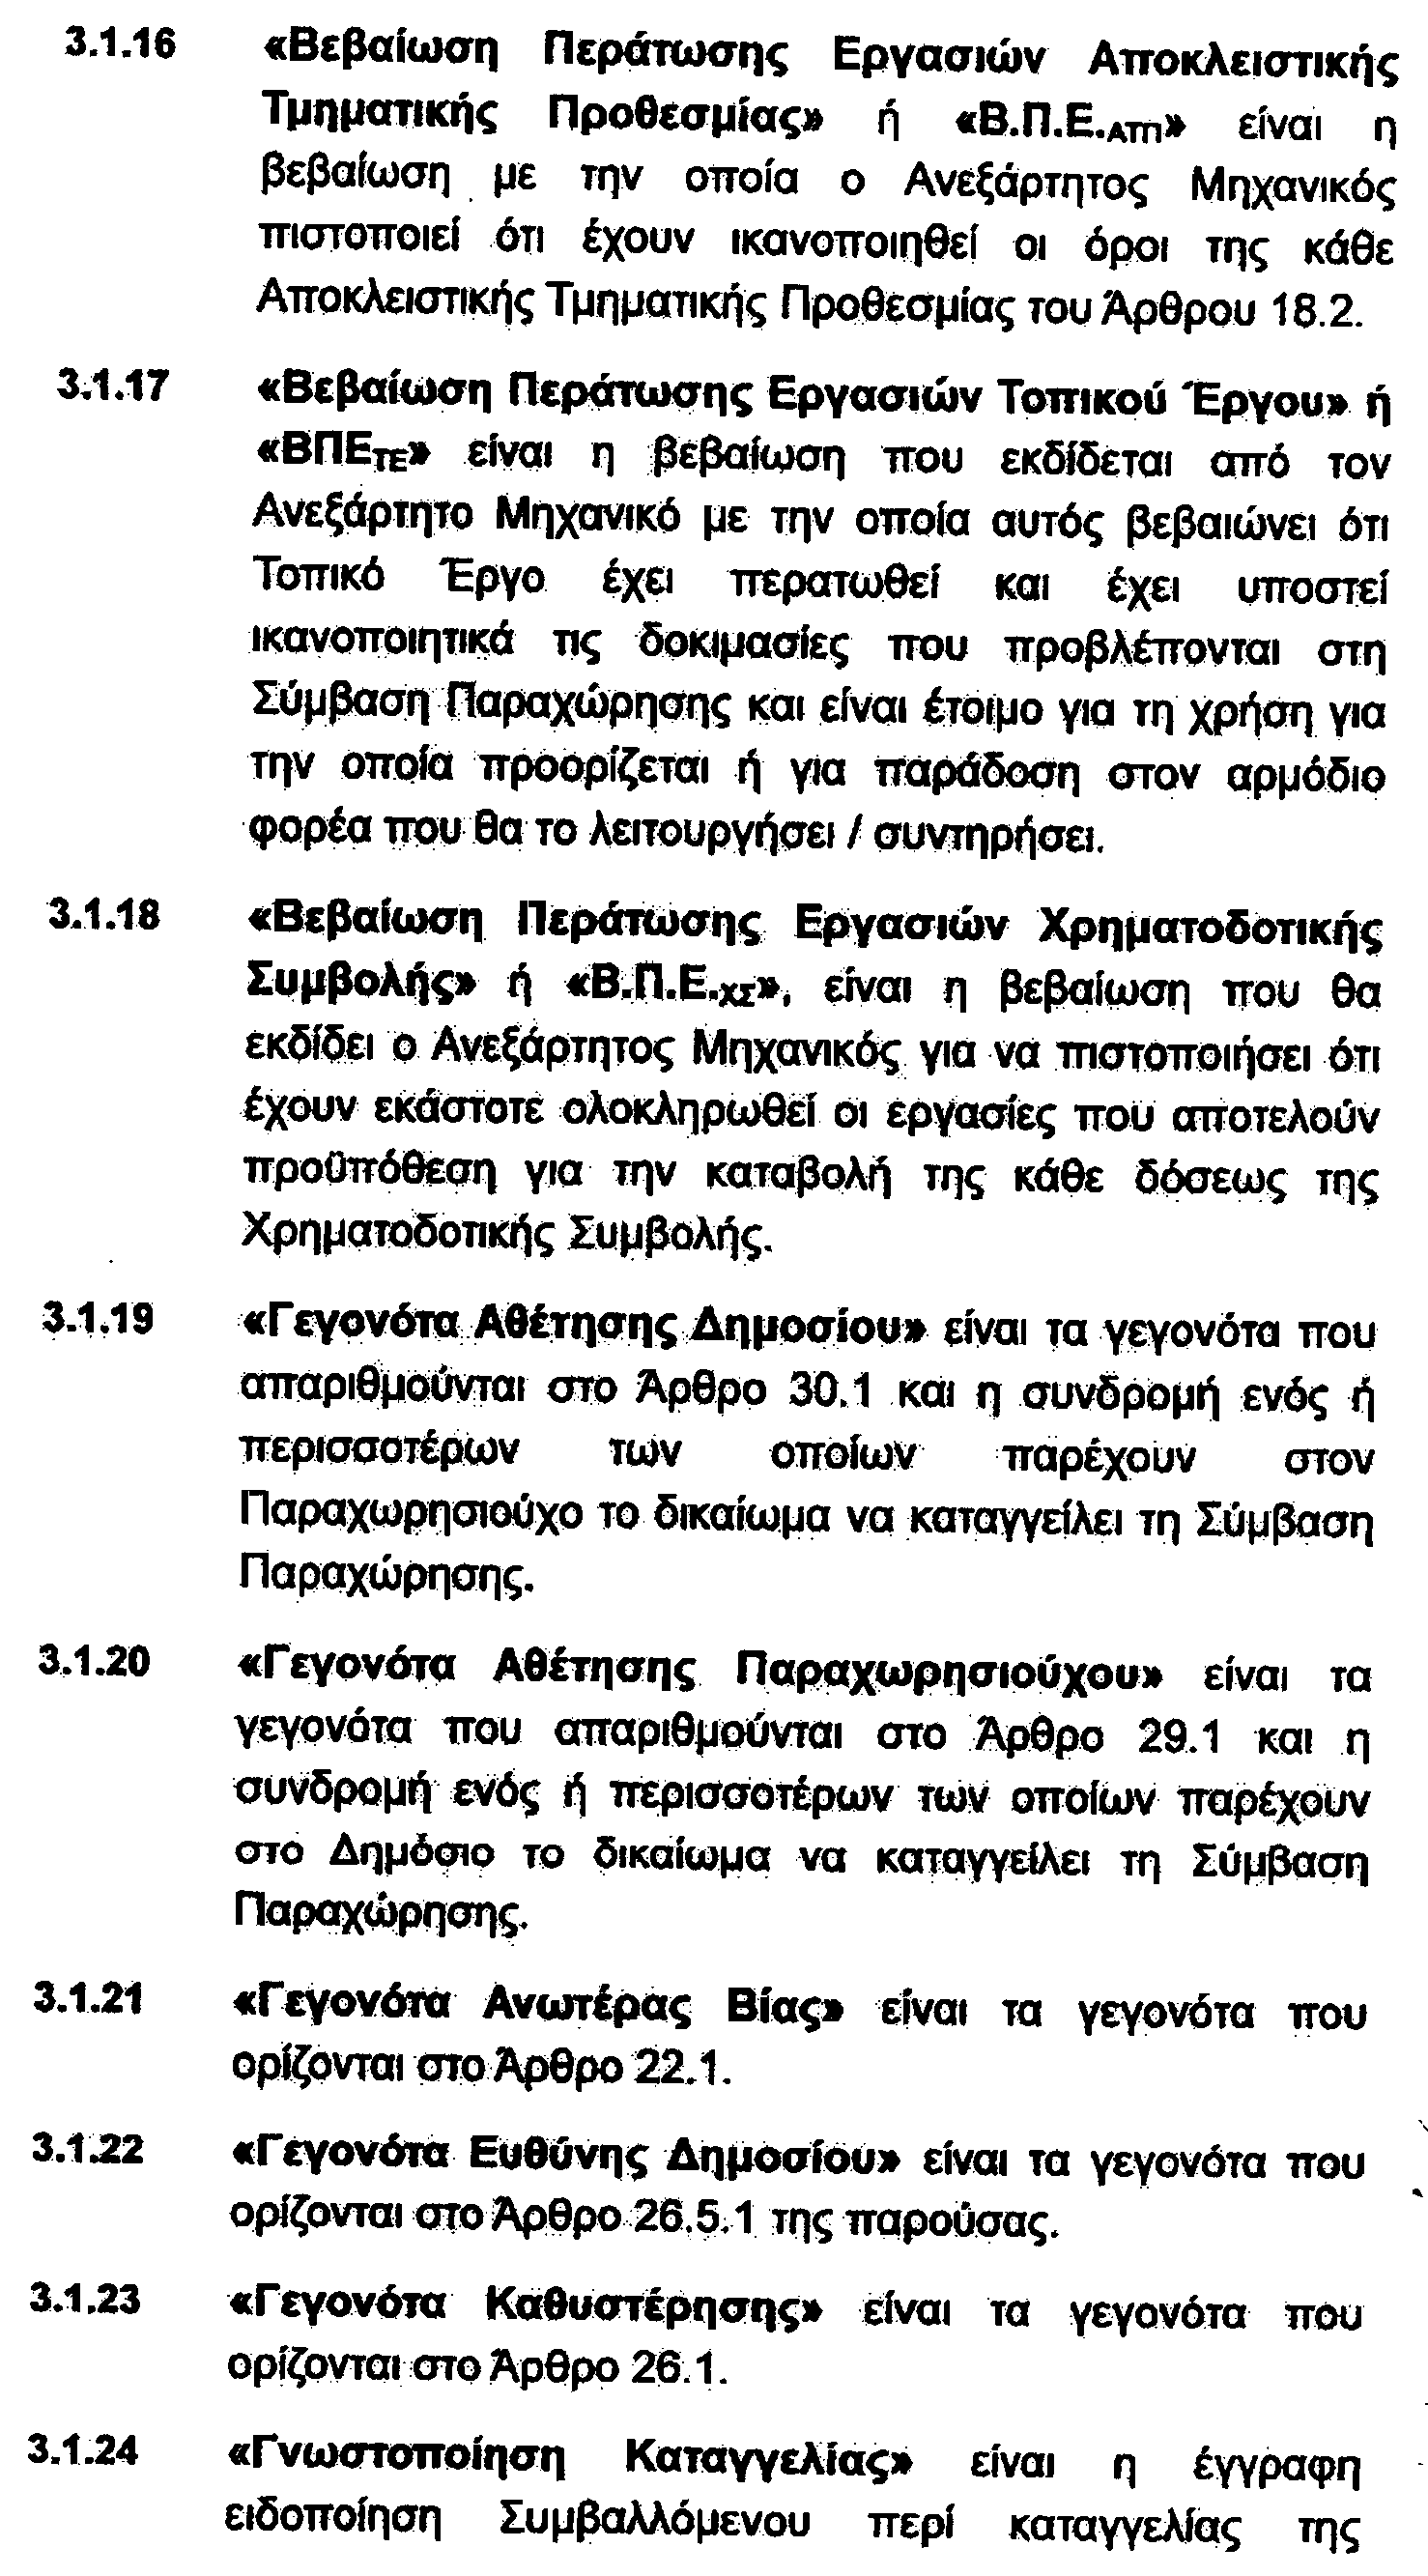 3.1.16 «Βεβαίωση Περάτωσης Εργασιών Αποκλειστικής
Τμηματικής Προθεσμίας» ή «Β.Π.Ε.ΑΤΠ» είναι η
βεβαίωση με την οποία ο Ανεξάρτητος Μηχανικός
πιστοποιεί ότι έχουν ικανοποιηθεί οι όροι της κάθε
Αποκλειστικής Τμηματικής Προθεσμίας του Άρθρου 18.2.
3.1.17 «Βεβαίωση Περάτωσης Εργασιών Τοπικού Έργου» ή
«ΒΠΕΤΕ» είναι η βεβαίωση που εκδίδεται από τον
Ανεξάρτητο Μηχανικό με την οποία αυτός βεβαιώνει ότι
Τοπικό Έργο έχει περατωθεί και έχει υποστεί
ικανοποιητικά τις δοκιμασίες που προβλέπονται στη
Σύμβαση Παραχώρησης και είναι έτοιμο για τη χρήση για
την οποία προορίζεται ή για παράδοση στον αρμόδιο
φορέα που θα το λειτουργήσει / συντηρήσει.
3.1.18 «Βεβαίωση Περάτωσης Εργασιών Χρηματοδοτικής
Συμβολής» ή «Β.Π.Ε.ΧΣ», είναι η βεβαίωση που θα
εκδίδει ο Ανεξάρτητος Μηχανικός για να πιστοποιήσει ότι
έχουν εκάστοτε ολοκληρωθεί οι εργασίες που αποτελούν
προϋπόθεση για την καταβολή της κάθε δόσεως της
Χρηματοδοτικής Συμβολής.
3.1.19 «Γεγονότα Αθέτησης Δημοσίου» είναι τα γεγονότα που
απαριθμούνται στο Άρθρο 30.1 και η συνδρομή ενός ή
περισσοτέρων των οποίων παρέχουν στον
Παραχωρησιούχο το δικαίωμα να καταγγείλει τη Σύμβαση
Παραχώρησης.
3.1.20 «Γεγονότα Αθέτησης Παραχωρησιούχου» είναι τα
γεγονότα που απαριθμούνται στο Άρθρο 29.1 και η
συνδρομή ενός ή περισσοτέρων των οποίων παρέχουν
στο Δημόσιο το δικαίωμα να καταγγείλει τη Σύμβαση
Παραχώρησης.
3.1.21 «Γεγονότα Ανωτέρας Βίας» είναι τα γεγονότα που
ορίζονται στο Άρθρο 22.1.
3.1.22 «Γεγονότα Ευθύνης Δημοσίου» είναι τα γεγονότα που
ορίζονται στο Άρθρο 26.5.1 της παρούσας.
3.1.23 «Γεγονότα Καθυστέρησης» είναι τα γεγονότα που
ορίζονται στο Άρθρο 26.1.
3.1.24 «Γνωστοποίηση Καταγγελίας» είναι η έγγραφη
ειδοποίηση Συμβαλλόμενου περί καταγγελίας της